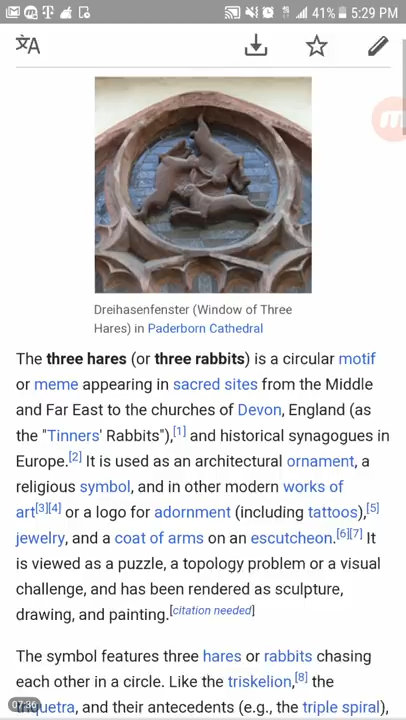 41% 5:29 PM
文A
Dreihasenfenster (Window of Three
Hares) in Paderborn Cathedral
The three hares (or three rabbits) is a circular motif
or meme appearing in sacred sites from the Middle
and Far East to the churches of Devon, England (as
the "Tinners' Rabbits"),[1] and historical synagogues in
Europe.[2] It is used as an architectural ornament, a
religious symbol, and in other modern works of
art[3][4] or a logo for adornment (including tattoos),[5]
jewelry, and a coat of arms on an escutcheon.[6][7] It
is viewed as a puzzle, a topology problem or a visual
challenge, and has been rendered as sculpture,
drawing, and painting.[citation needed]
The symbol features three hares or rabbits chasing
each other in a circle. Like the triskelion,[8] the
triquetra, and their antecedents (e.g., the triple spiral),
07:36